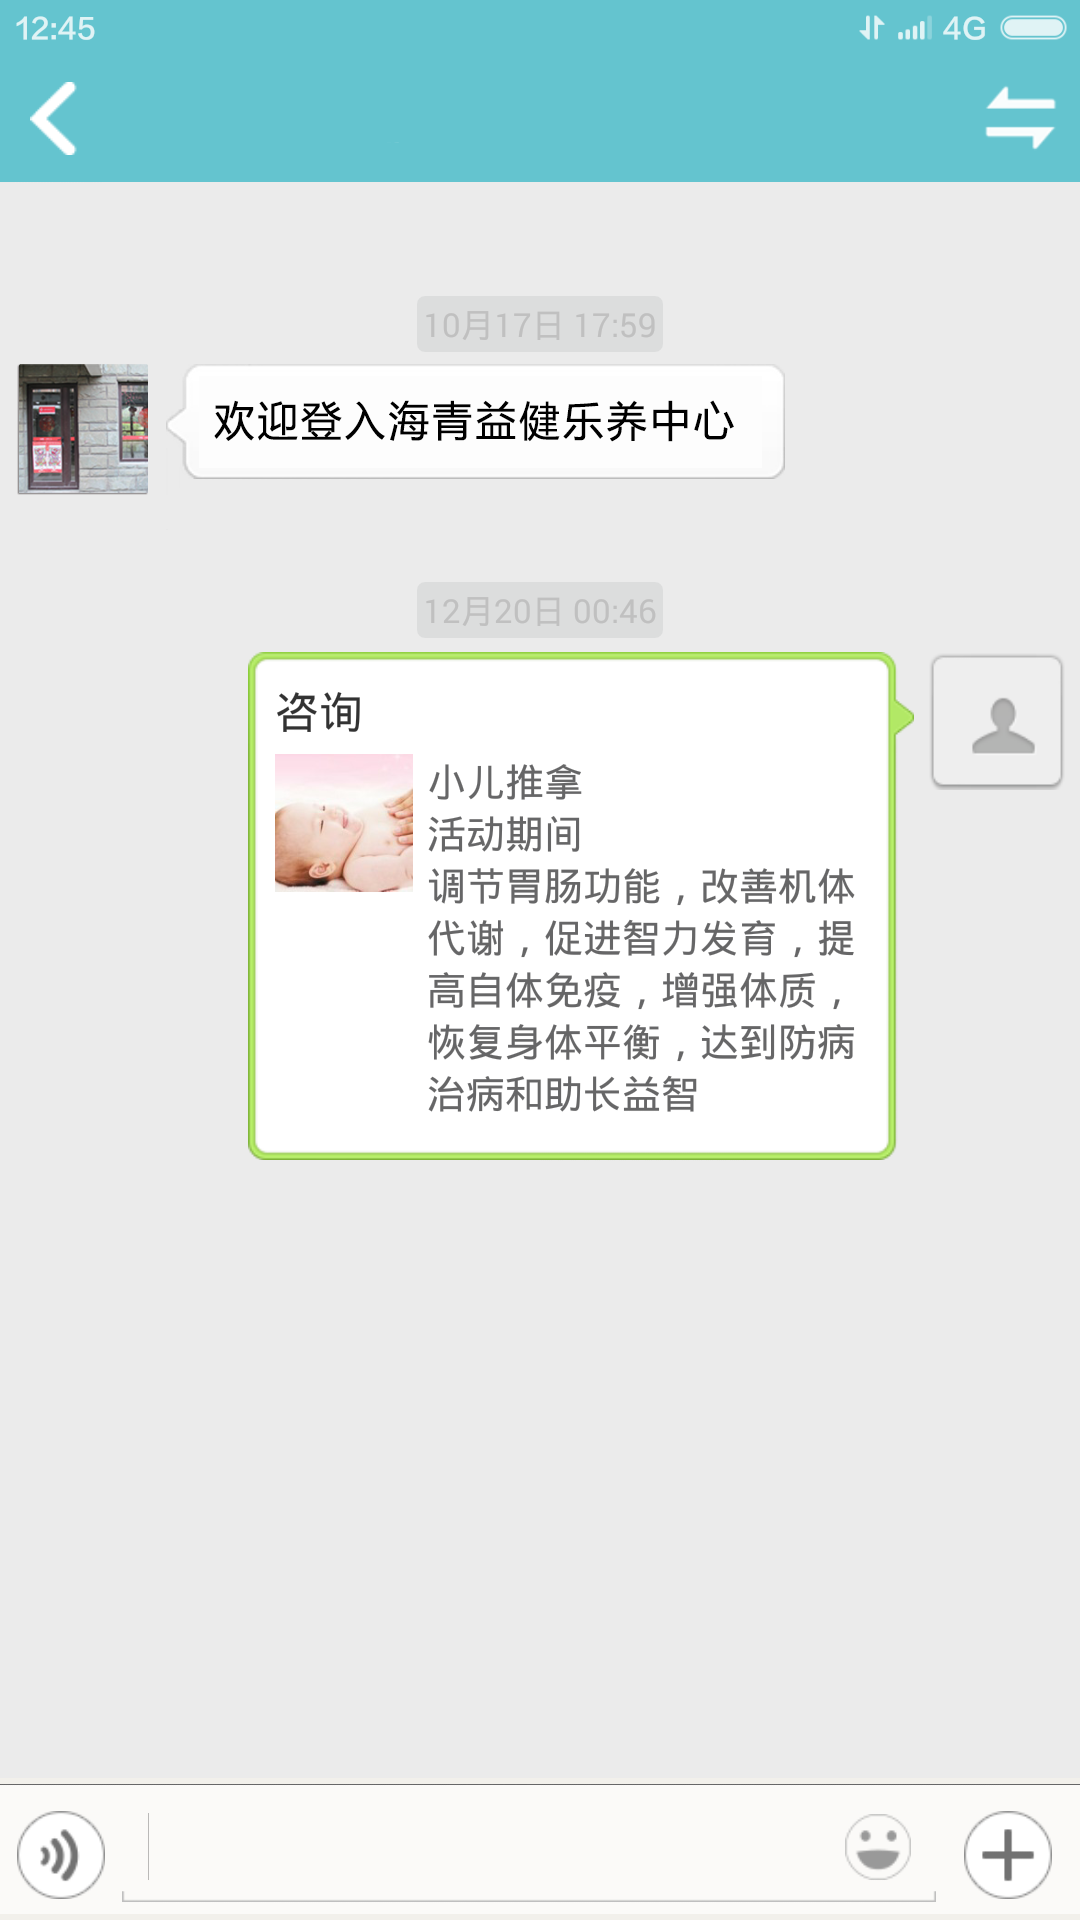 12:45
4G
10月17日 17:59
欢迎登入海青益健乐养中心
12月20日 00:46
咨询
小儿推拿
活动期间
调节胃肠功能，改善机体
代谢，促进智力发育，提
高自体免疫，增强体质，
恢复身体平衡，达到防病
治病和助长益智